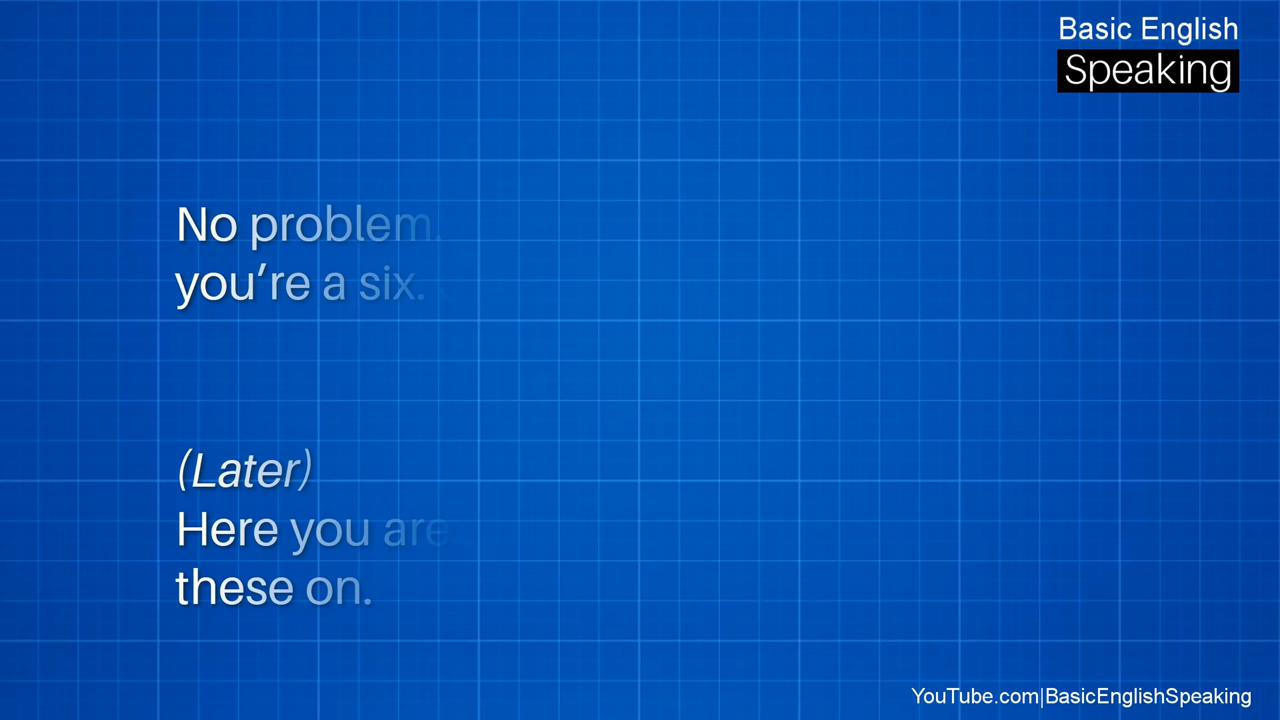 Basic English
Speaking
No problem.
you’re a six.
(Later)
Here you are
these on.
YouTube.com|BasicEnglishSpeaking